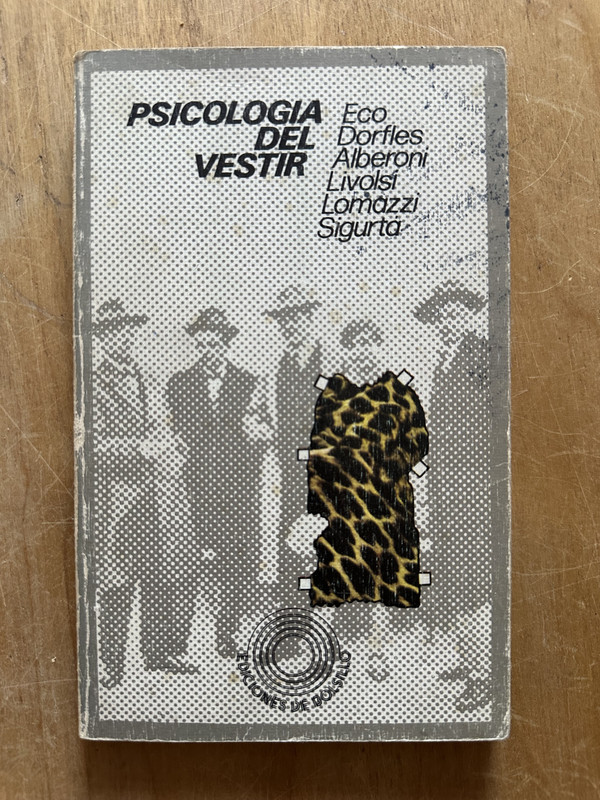 PSICOLOGIA
DEL
VESTIR
Eco
Dorfles
Alberoni
Livolsi
Lomazzi
Sigurtà
EDICIONES DE BOLSILLO